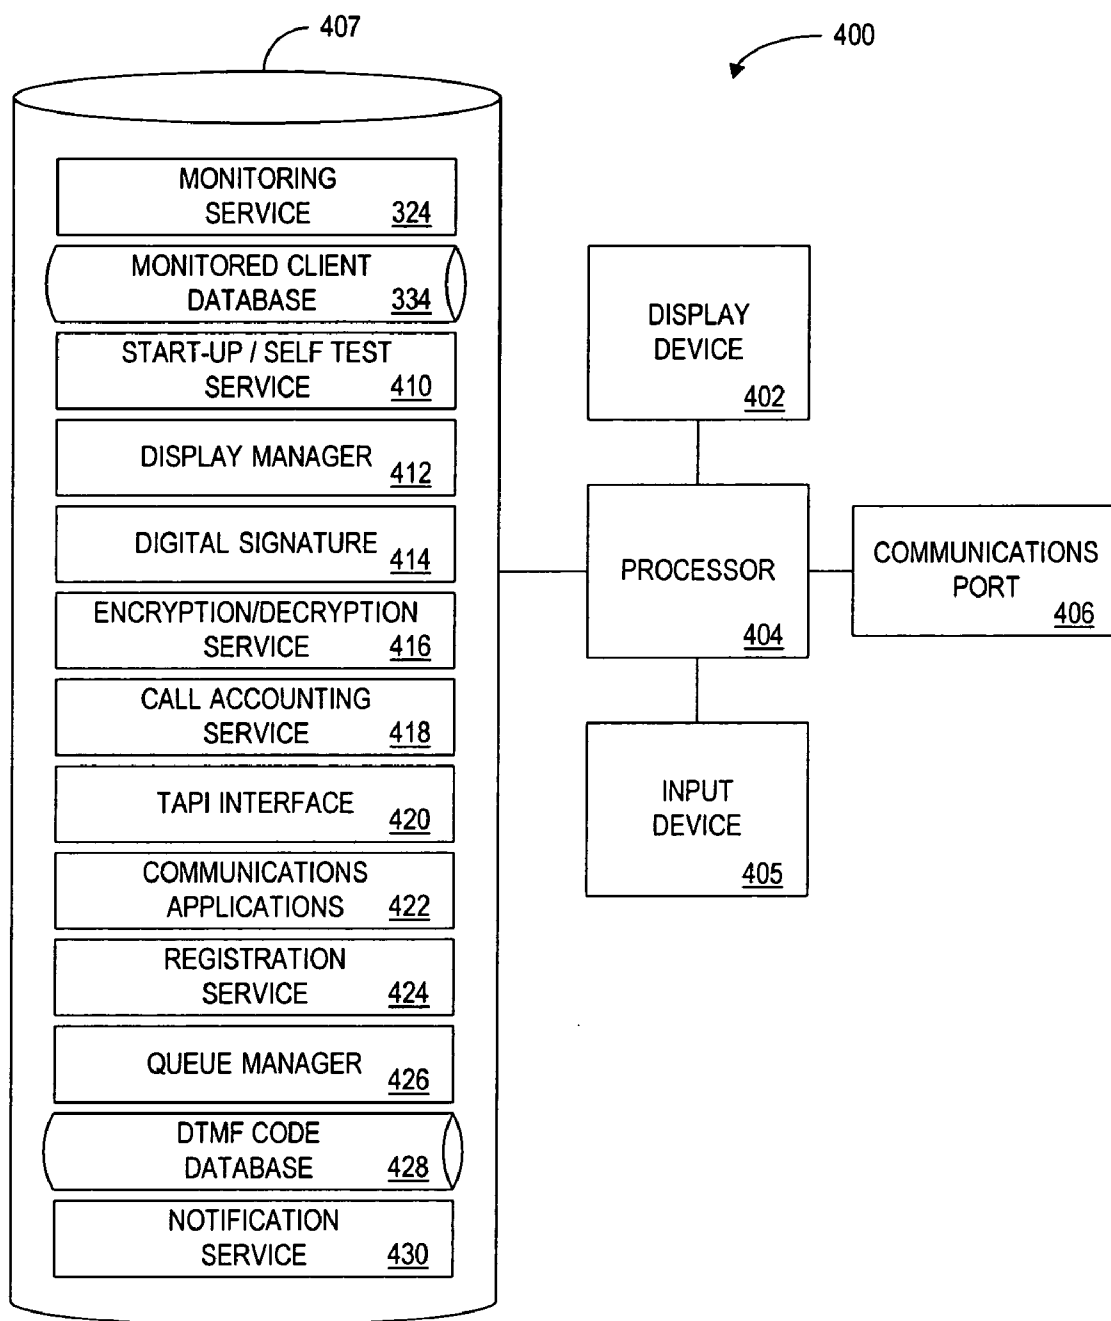 407
400
MONITORING
SERVICE 324
MONITORED CLIENT
DATABASE 334
START-UP / SELF TEST
SERVICE 410
DISPLAY MANAGER 412
DIGITAL SIGNATURE 414
ENCRYPTION/DECRYPTION
SERVICE 416
CALL ACCOUNTING
SERVICE 418
TAPI INTERFACE 420
COMMUNICATIONS
APPLICATIONS 422
REGISTRATION
SERVICE 424
QUEUE MANAGER 426
DTMF CODE
DATABASE 428
NOTIFICATION
SERVICE 430
DISPLAY
DEVICE
402
PROCESSOR
404
COMMUNICATIONS
PORT 406
INPUT
DEVICE
405